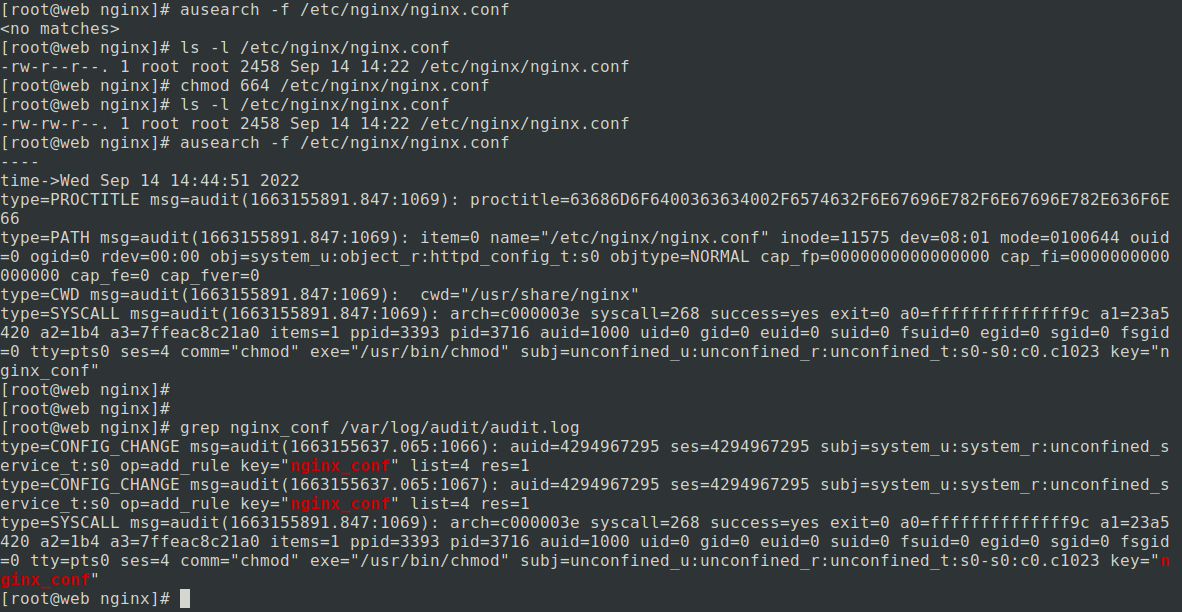 [root@web nginx]# ausearch -f /etc/nginx/nginx.conf
<no matches>
[root@web nginx]# ls -l /etc/nginx/nginx.conf
-rw-r--r--. 1 root root 2458 Sep 14 14:22 /etc/nginx/nginx.conf
[root@web nginx]# chmod 664 /etc/nginx/nginx.conf
[root@web nginx]# ls -l /etc/nginx/nginx.conf
-rw-rw-r--. 1 root root 2458 Sep 14 14:22 /etc/nginx/nginx.conf
[root@web nginx]# ausearch -f /etc/nginx/nginx.conf
----
time->Wed Sep 14 14:44:51 2022
type=PROCTITLE msg=audit(1663155891.847:1069): proctitle=63686D6F6400363634002F6574632F6E67696E782F6E67696E782E636F6E
66
type=PATH msg=audit(1663155891.847:1069): item=0 name="/etc/nginx/nginx.conf" inode=11575 dev=08:01 mode=0100644 ouid
=0 ogid=0 rdev=00:00 obj=system_u:object_r:httpd_config_t:s0 objtype=NORMAL cap_fp=0000000000000000 cap_fi=0000000000
000000 cap_fe=0 cap_fver=0
type=CWD msg=audit(1663155891.847:1069):  cwd="/usr/share/nginx"
type=SYSCALL msg=audit(1663155891.847:1069): arch=c000003e syscall=268 success=yes exit=0 a0=ffffffffffffff9c a1=23a5
420 a2=1b4 a3=7ffeac8c21a0 items=1 ppid=3393 pid=3716 auid=1000 uid=0 gid=0 euid=0 suid=0 fsuid=0 egid=0 sgid=0 fsgid
=0 tty=pts0 ses=4 comm="chmod" exe="/usr/bin/chmod" subj=unconfined_u:unconfined_r:unconfined_t:s0-s0:c0.c1023 key="n
ginx_conf"
[root@web nginx]#
[root@web nginx]#
[root@web nginx]# grep nginx_conf /var/log/audit/audit.log
type=CONFIG_CHANGE msg=audit(1663155637.065:1066): auid=4294967295 ses=4294967295 subj=system_u:system_r:unconfined_s
ervice_t:s0 op=add_rule key="nginx_conf" list=4 res=1
type=CONFIG_CHANGE msg=audit(1663155637.065:1067): auid=4294967295 ses=4294967295 subj=system_u:system_r:unconfined_s
ervice_t:s0 op=add_rule key="nginx_conf" list=4 res=1
type=SYSCALL msg=audit(1663155891.847:1069): arch=c000003e syscall=268 success=yes exit=0 a0=ffffffffffffff9c a1=23a5
420 a2=1b4 a3=7ffeac8c21a0 items=1 ppid=3393 pid=3716 auid=1000 uid=0 gid=0 euid=0 suid=0 fsuid=0 egid=0 sgid=0 fsgid
=0 tty=pts0 ses=4 comm="chmod" exe="/usr/bin/chmod" subj=unconfined_u:unconfined_r:unconfined_t:s0-s0:c0.c1023 key="n
ginx_conf"
[root@web nginx]#